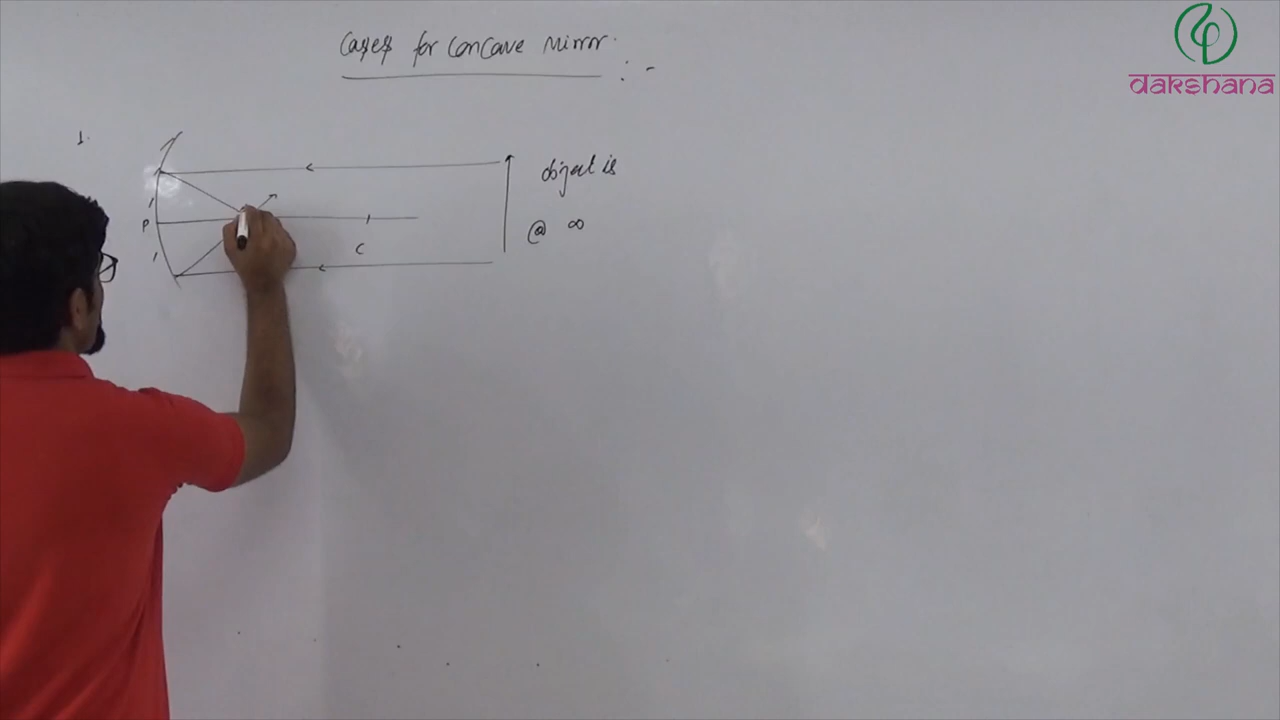 Cases for Concave Mirror :-
dakshana
1.
object is
P
@ ∞
C